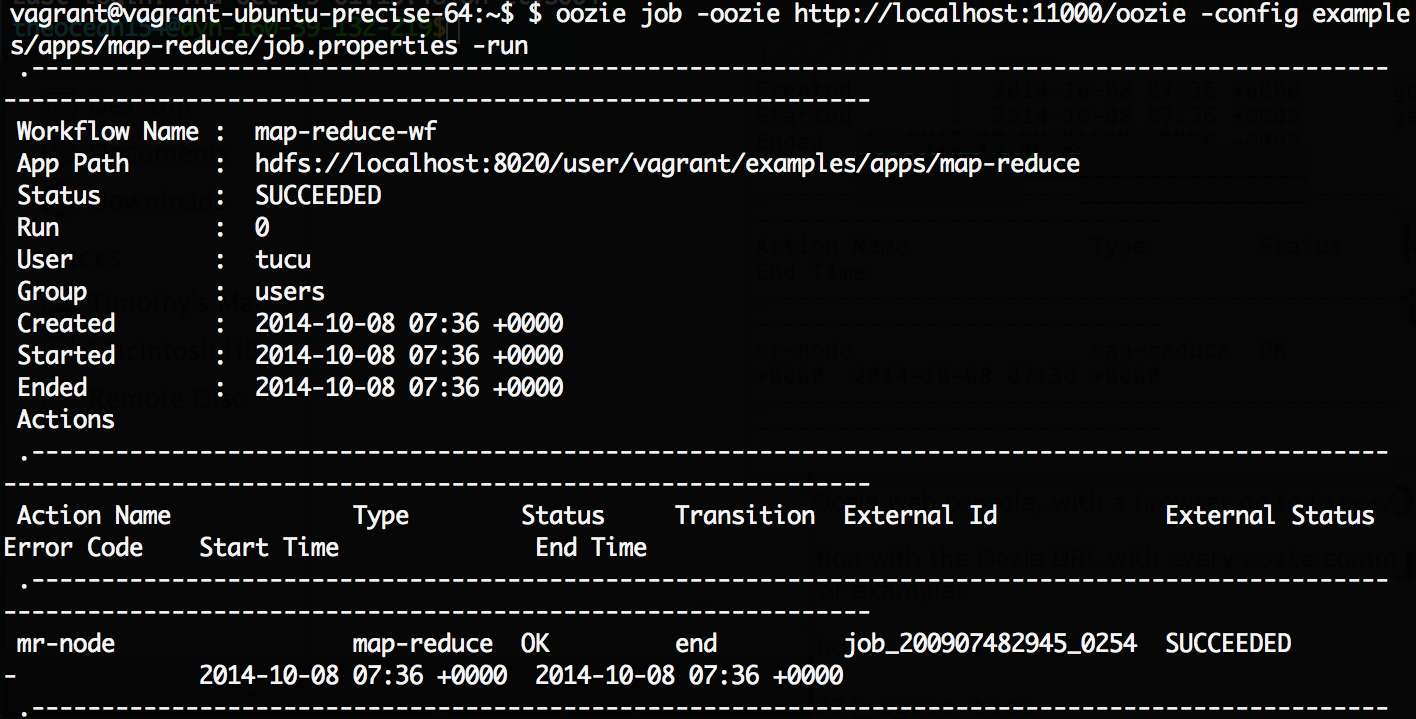 vagrant@vagrant-ubuntu-precise-64:~$ $ oozie job -oozie http://localhost:11000/oozie -config example
s/apps/map-reduce/job.properties -run
.------------------------------------------------------------------------------------------------
--------------------------------------------------------------
Workflow Name :  map-reduce-wf
App Path      :  hdfs://localhost:8020/user/vagrant/examples/apps/map-reduce
Status        :  SUCCEEDED
Run           :  0
User          :  tucu
Group         :  users
Created       :  2014-10-08 07:36 +0000
Started       :  2014-10-08 07:36 +0000
Ended         :  2014-10-08 07:36 +0000
Actions
.------------------------------------------------------------------------------------------------
--------------------------------------------------------------
Action Name             Type        Status     Transition  External Id            External Status
Error Code    Start Time              End Time
.------------------------------------------------------------------------------------------------
--------------------------------------------------------------
mr-node                 map-reduce  OK         end         job_200907482945_0254  SUCCEEDED
-             2014-10-08 07:36 +0000  2014-10-08 07:36 +0000
.------------------------------------------------------------------------------------------------